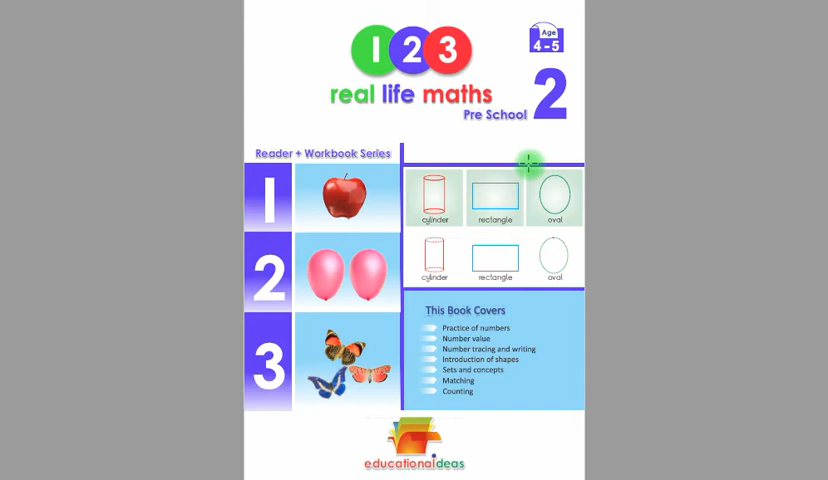 1 2 3
real life maths
Pre School
2
Age
4 - 5
Reader + Workbook Series
1
2
3
cylinder rectangle oval
cylinder rectangle oval
This Book Covers
Practice of numbers
Number value
Number tracing and writing
Introduction of shapes
Sets and concepts
Matching
Counting
educationalideas